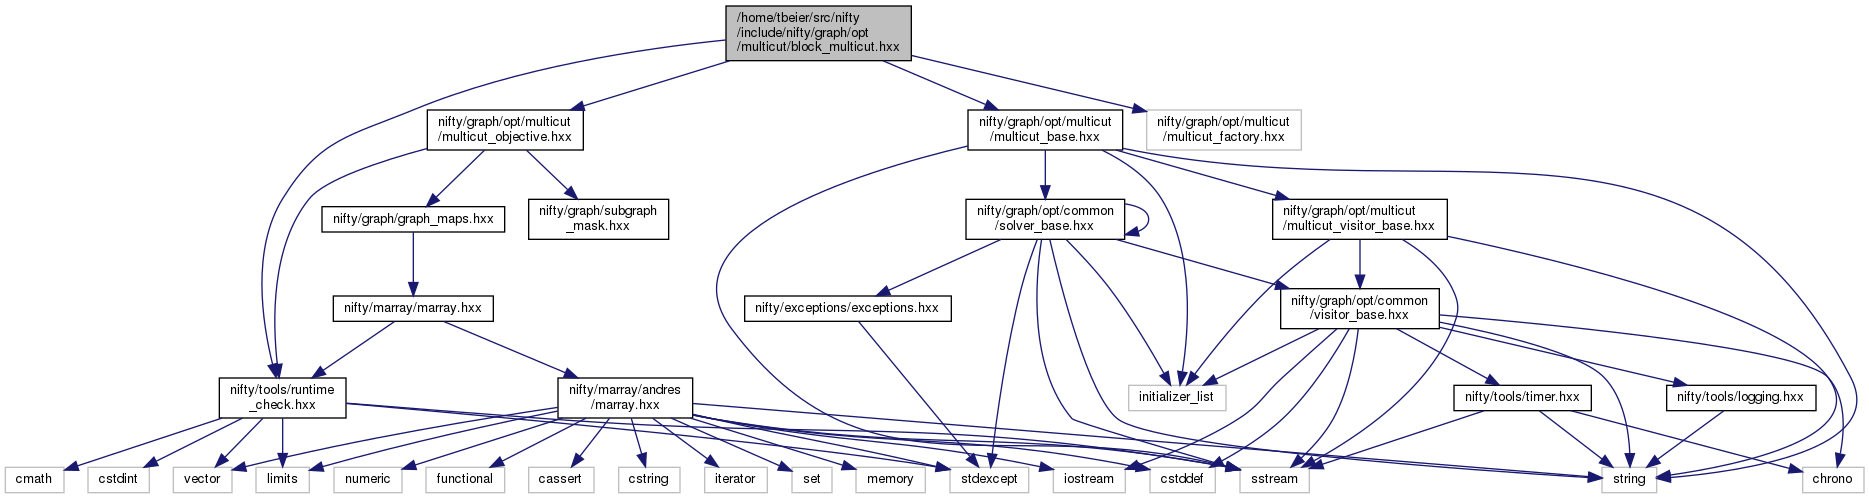 /home/tbeier/src/nifty
/include/nifty/graph/opt
/multicut/block_multicut.hxx
nifty/graph/opt/multicut
/multicut_objective.hxx
nifty/graph/opt/multicut
/multicut_base.hxx
nifty/graph/opt/multicut
/multicut_factory.hxx
nifty/graph/graph_maps.hxx
nifty/graph/subgraph
_mask.hxx
nifty/graph/opt/common
/solver_base.hxx
nifty/graph/opt/multicut
/multicut_visitor_base.hxx
nifty/marray/marray.hxx
nifty/exceptions/exceptions.hxx
nifty/graph/opt/common
/visitor_base.hxx
nifty/tools/runtime
_check.hxx
nifty/marray/andres
/marray.hxx
initializer_list
nifty/tools/timer.hxx
nifty/tools/logging.hxx
cmath
cstdint
vector
limits
numeric
functional
cassert
cstring
iterator
set
memory
stdexcept
iostream
cstddef
sstream
string
chrono